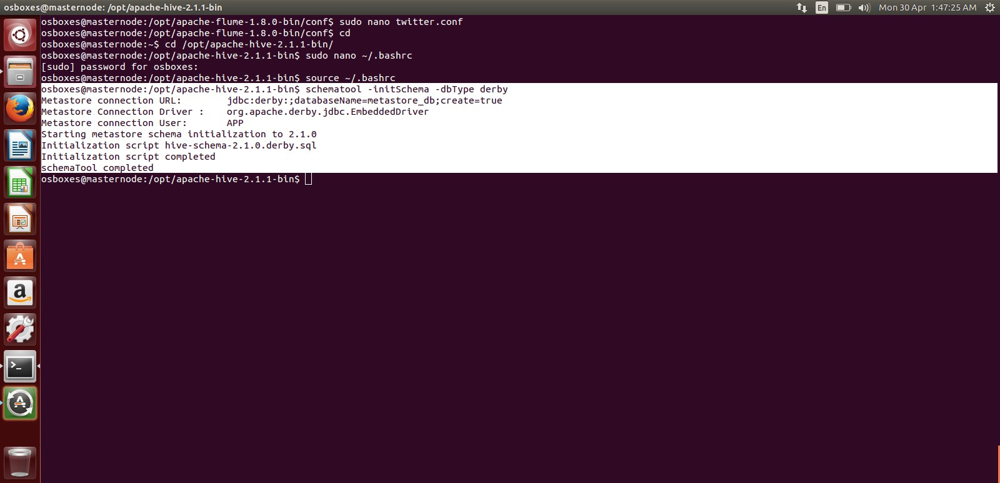 osboxes@masternode: /opt/apache-hive-2.1.1-bin
En
Mon 30 Apr 1:47:25 AM
osboxes@masternode:/opt/apache-flume-1.8.0-bin/conf$ sudo nano twitter.conf
osboxes@masternode:/opt/apache-flume-1.8.0-bin/conf$ cd
osboxes@masternode:~$ cd /opt/apache-hive-2.1.1-bin/
osboxes@masternode:/opt/apache-hive-2.1.1-bin$ sudo nano ~/.bashrc
[sudo] password for osboxes:
osboxes@masternode:/opt/apache-hive-2.1.1-bin$ source ~/.bashrc
osboxes@masternode:/opt/apache-hive-2.1.1-bin$ schematool -initSchema -dbType derby
Metastore connection URL:        jdbc:derby:;databaseName=metastore_db;create=true
Metastore Connection Driver :    org.apache.derby.jdbc.EmbeddedDriver
Metastore connection User:       APP
Starting metastore schema initialization to 2.1.0
Initialization script hive-schema-2.1.0.derby.sql
Initialization script completed
schemaTool completed
osboxes@masternode:/opt/apache-hive-2.1.1-bin$